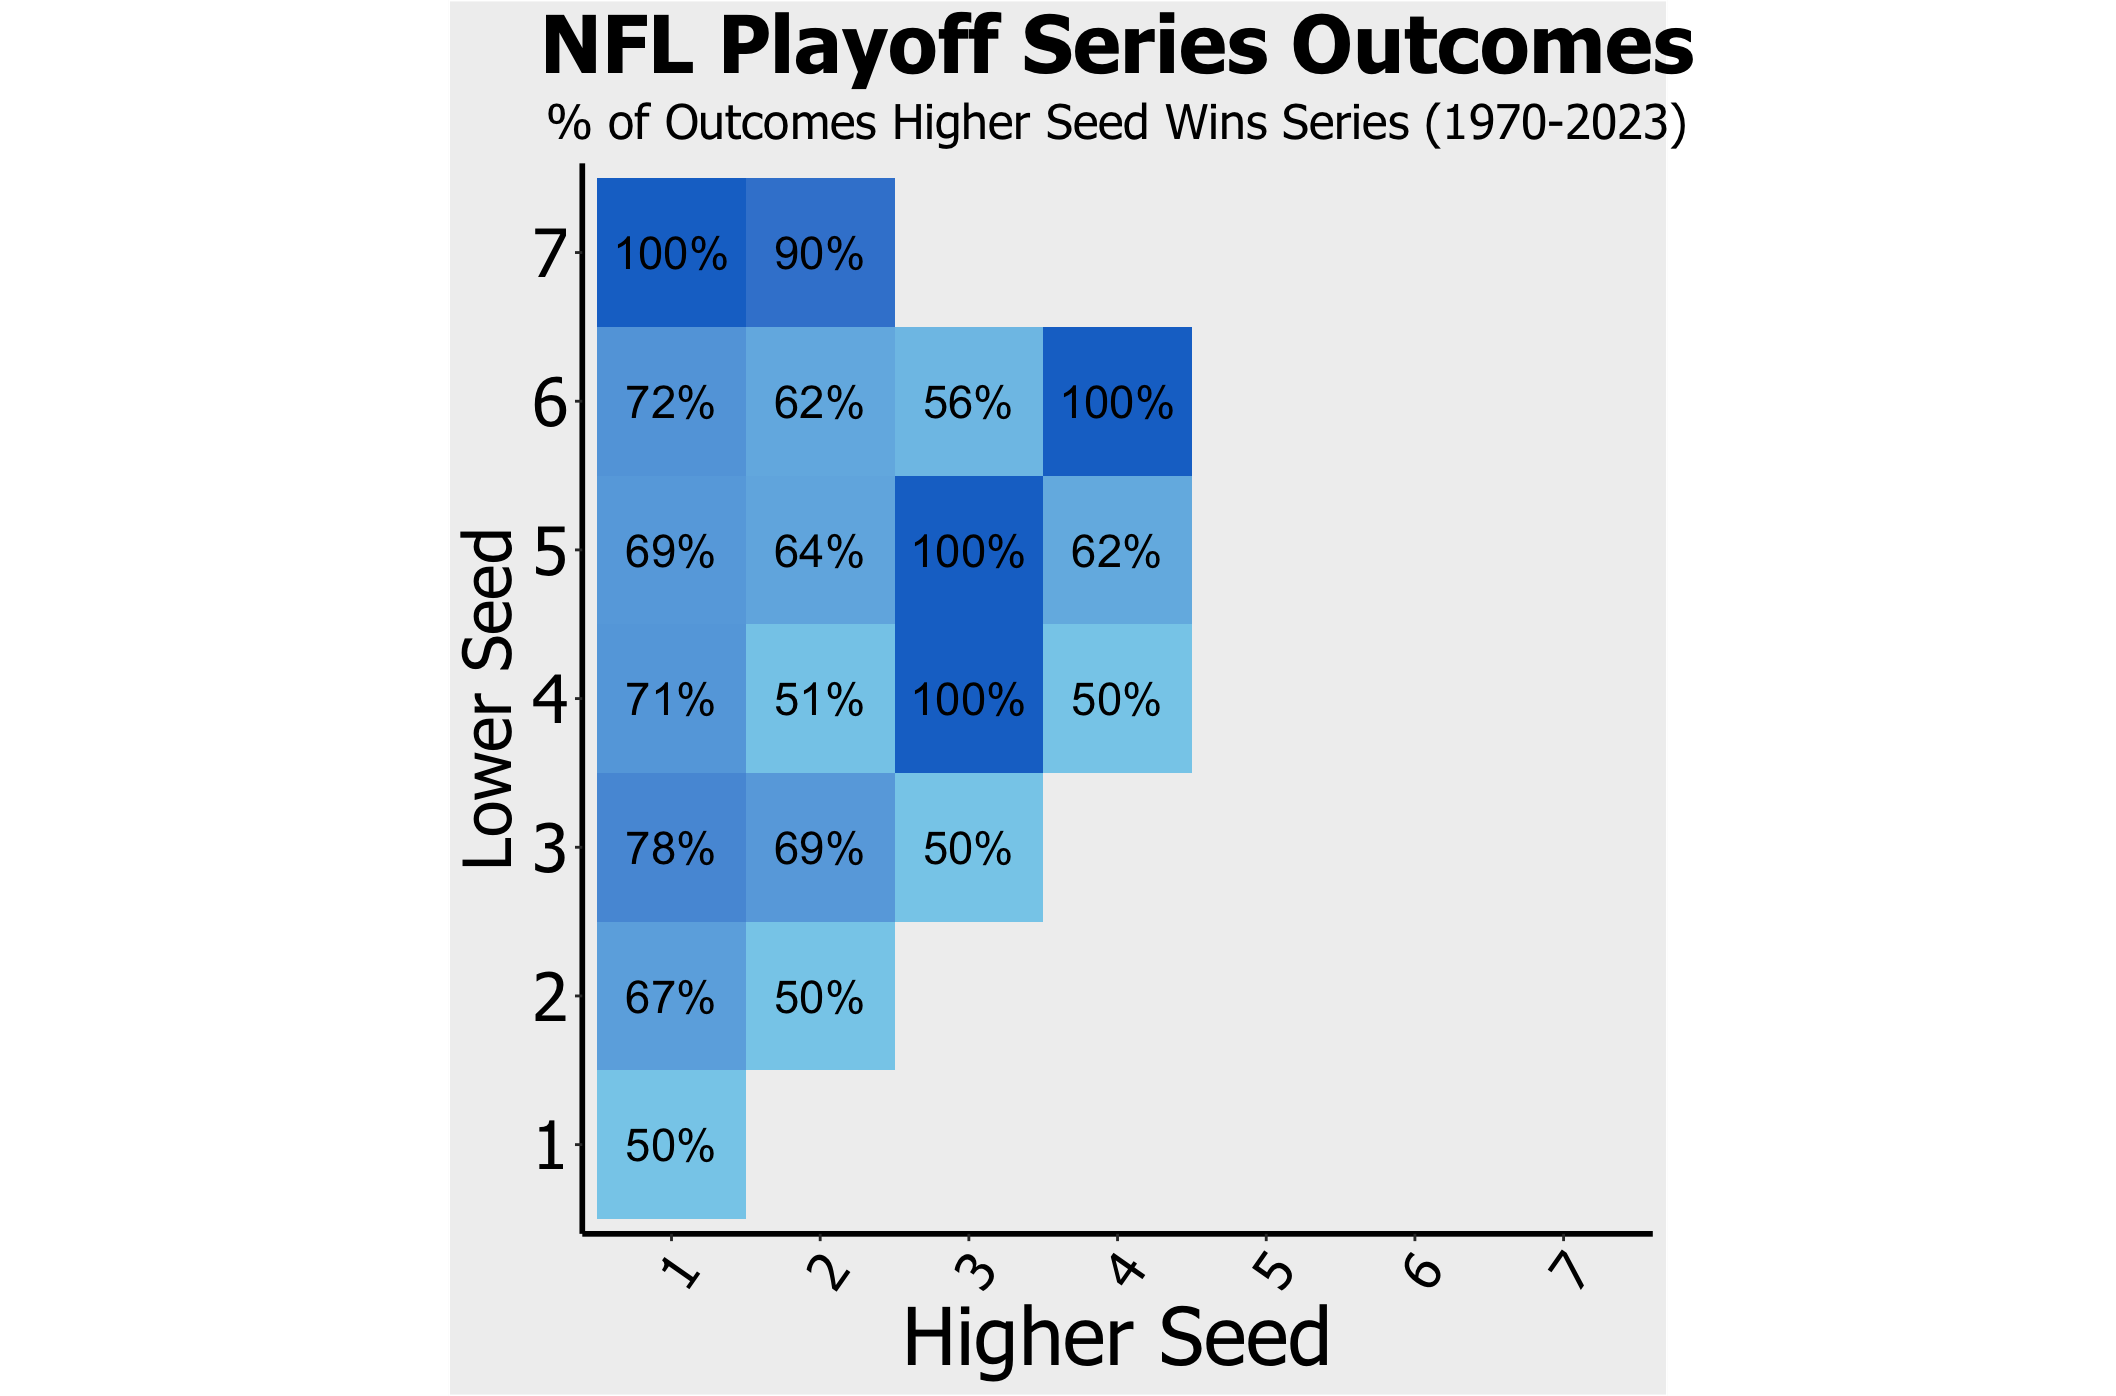 NFL Playoff Series Outcomes
% of Outcomes Higher Seed Wins Series (1970-2023)
7 100% 90%
6 72% 62% 56% 100%
5 69% 64% 100% 62%
4 71% 51% 100% 50%
3 78% 69% 50%
2 67% 50%
1 50%
Lower Seed
1 2 3 4 5 6 7
Higher Seed